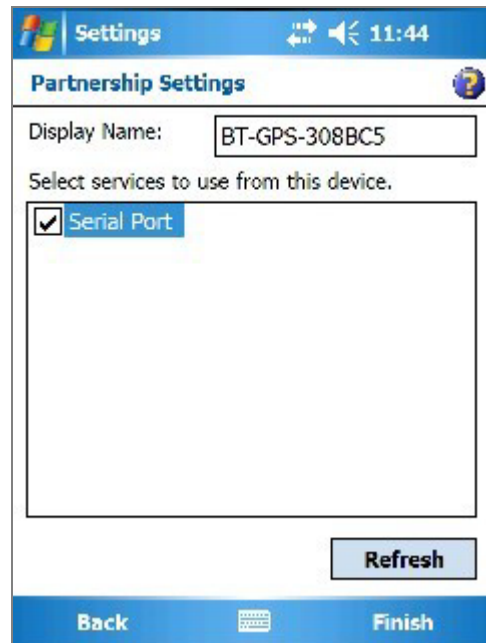 Settings 11:44
Partnership Settings
Display Name: BT-GPS-308BC5
Select services to use from this device.
Serial Port
Refresh
Back Finish